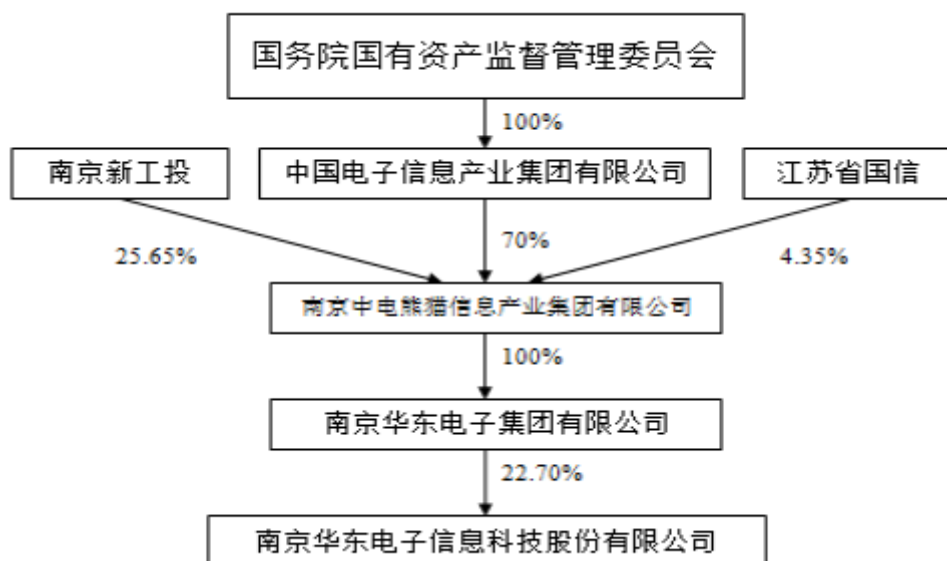 国务院国有资产监督管理委员会
100%
南京新工投
中国电子信息产业集团有限公司
江苏省国信
25.65%
70%
4.35%
南京中电熊猫信息产业集团有限公司
100%
南京华东电子集团有限公司
22.70%
南京华东电子信息科技股份有限公司